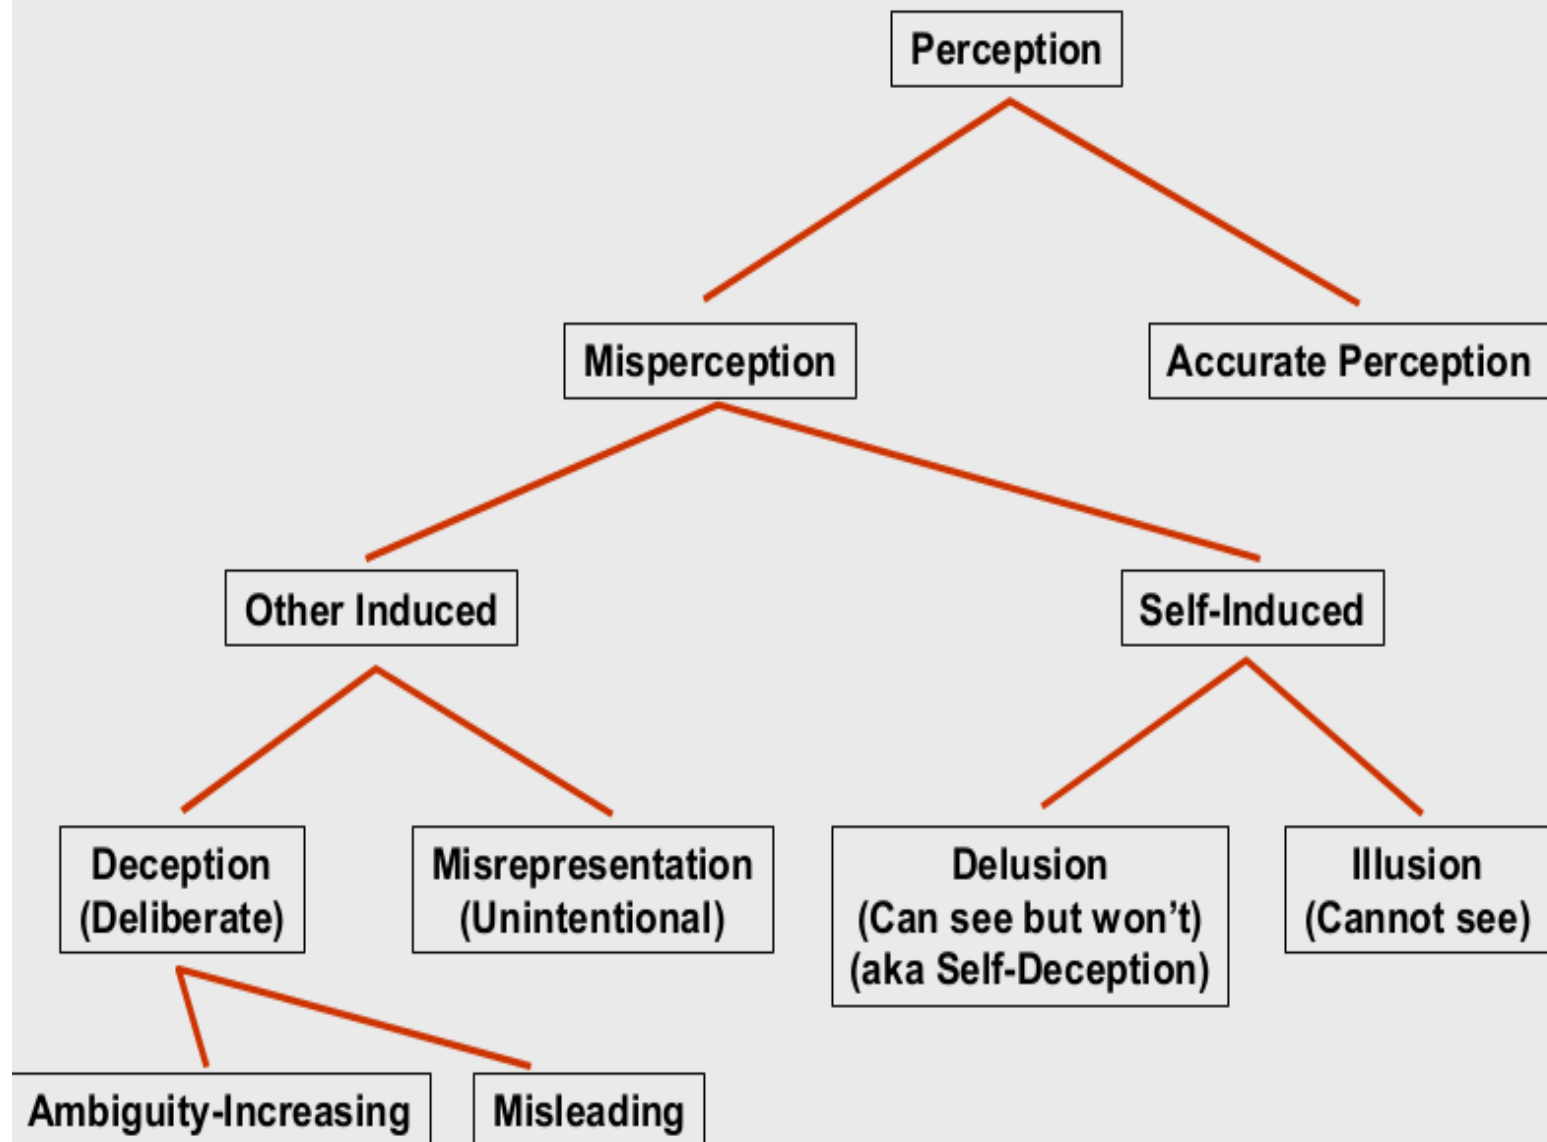 Perception
Misperception
Accurate Perception
Other Induced
Self-Induced
Deception
(Deliberate)
Misrepresentation
(Unintentional)
Delusion
(Can see but won’t)
(aka Self-Deception)
Illusion
(Cannot see)
Ambiguity-Increasing
Misleading